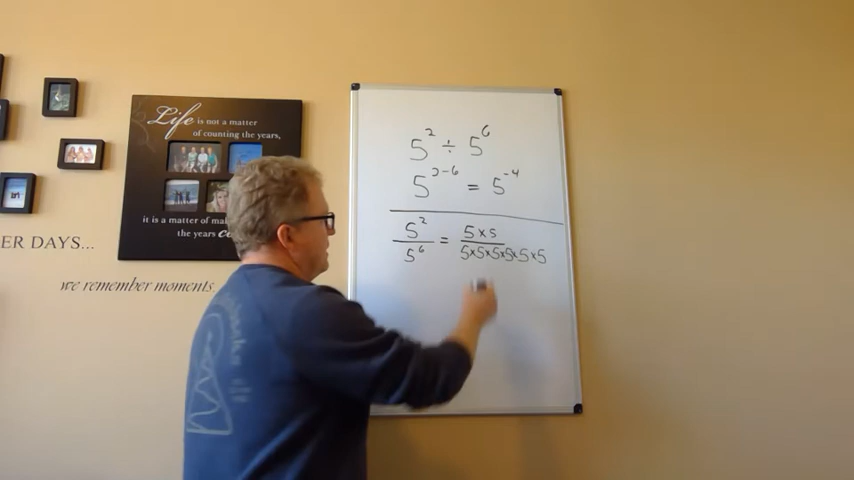 Life is not a matter
of counting the years,
it is a matter of
the years
ER DAYS...
we remember moments.
5² ÷ 5⁶
5²⁻⁶ = 5⁻⁴
5²/5⁶ = 5×5/5×5×5×5×5×5